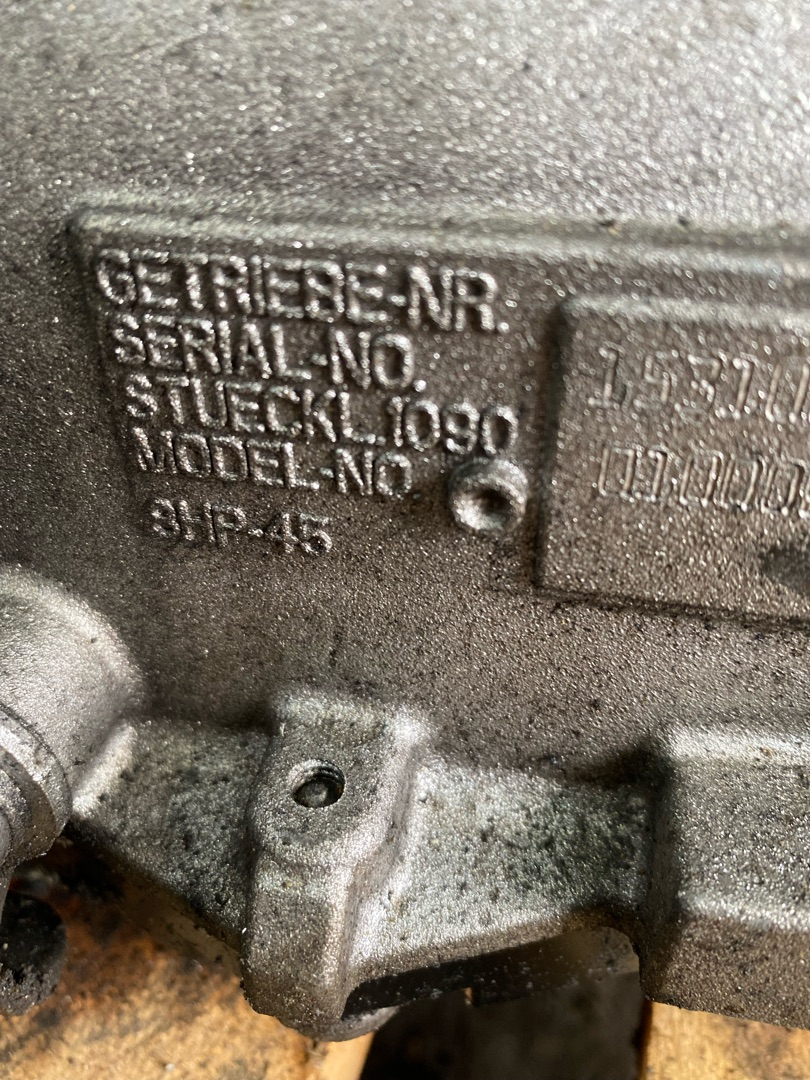 GETRIEBE-NR.
SERIAL-NO.
STUECKL.1090
MODEL-NO
8HP-45